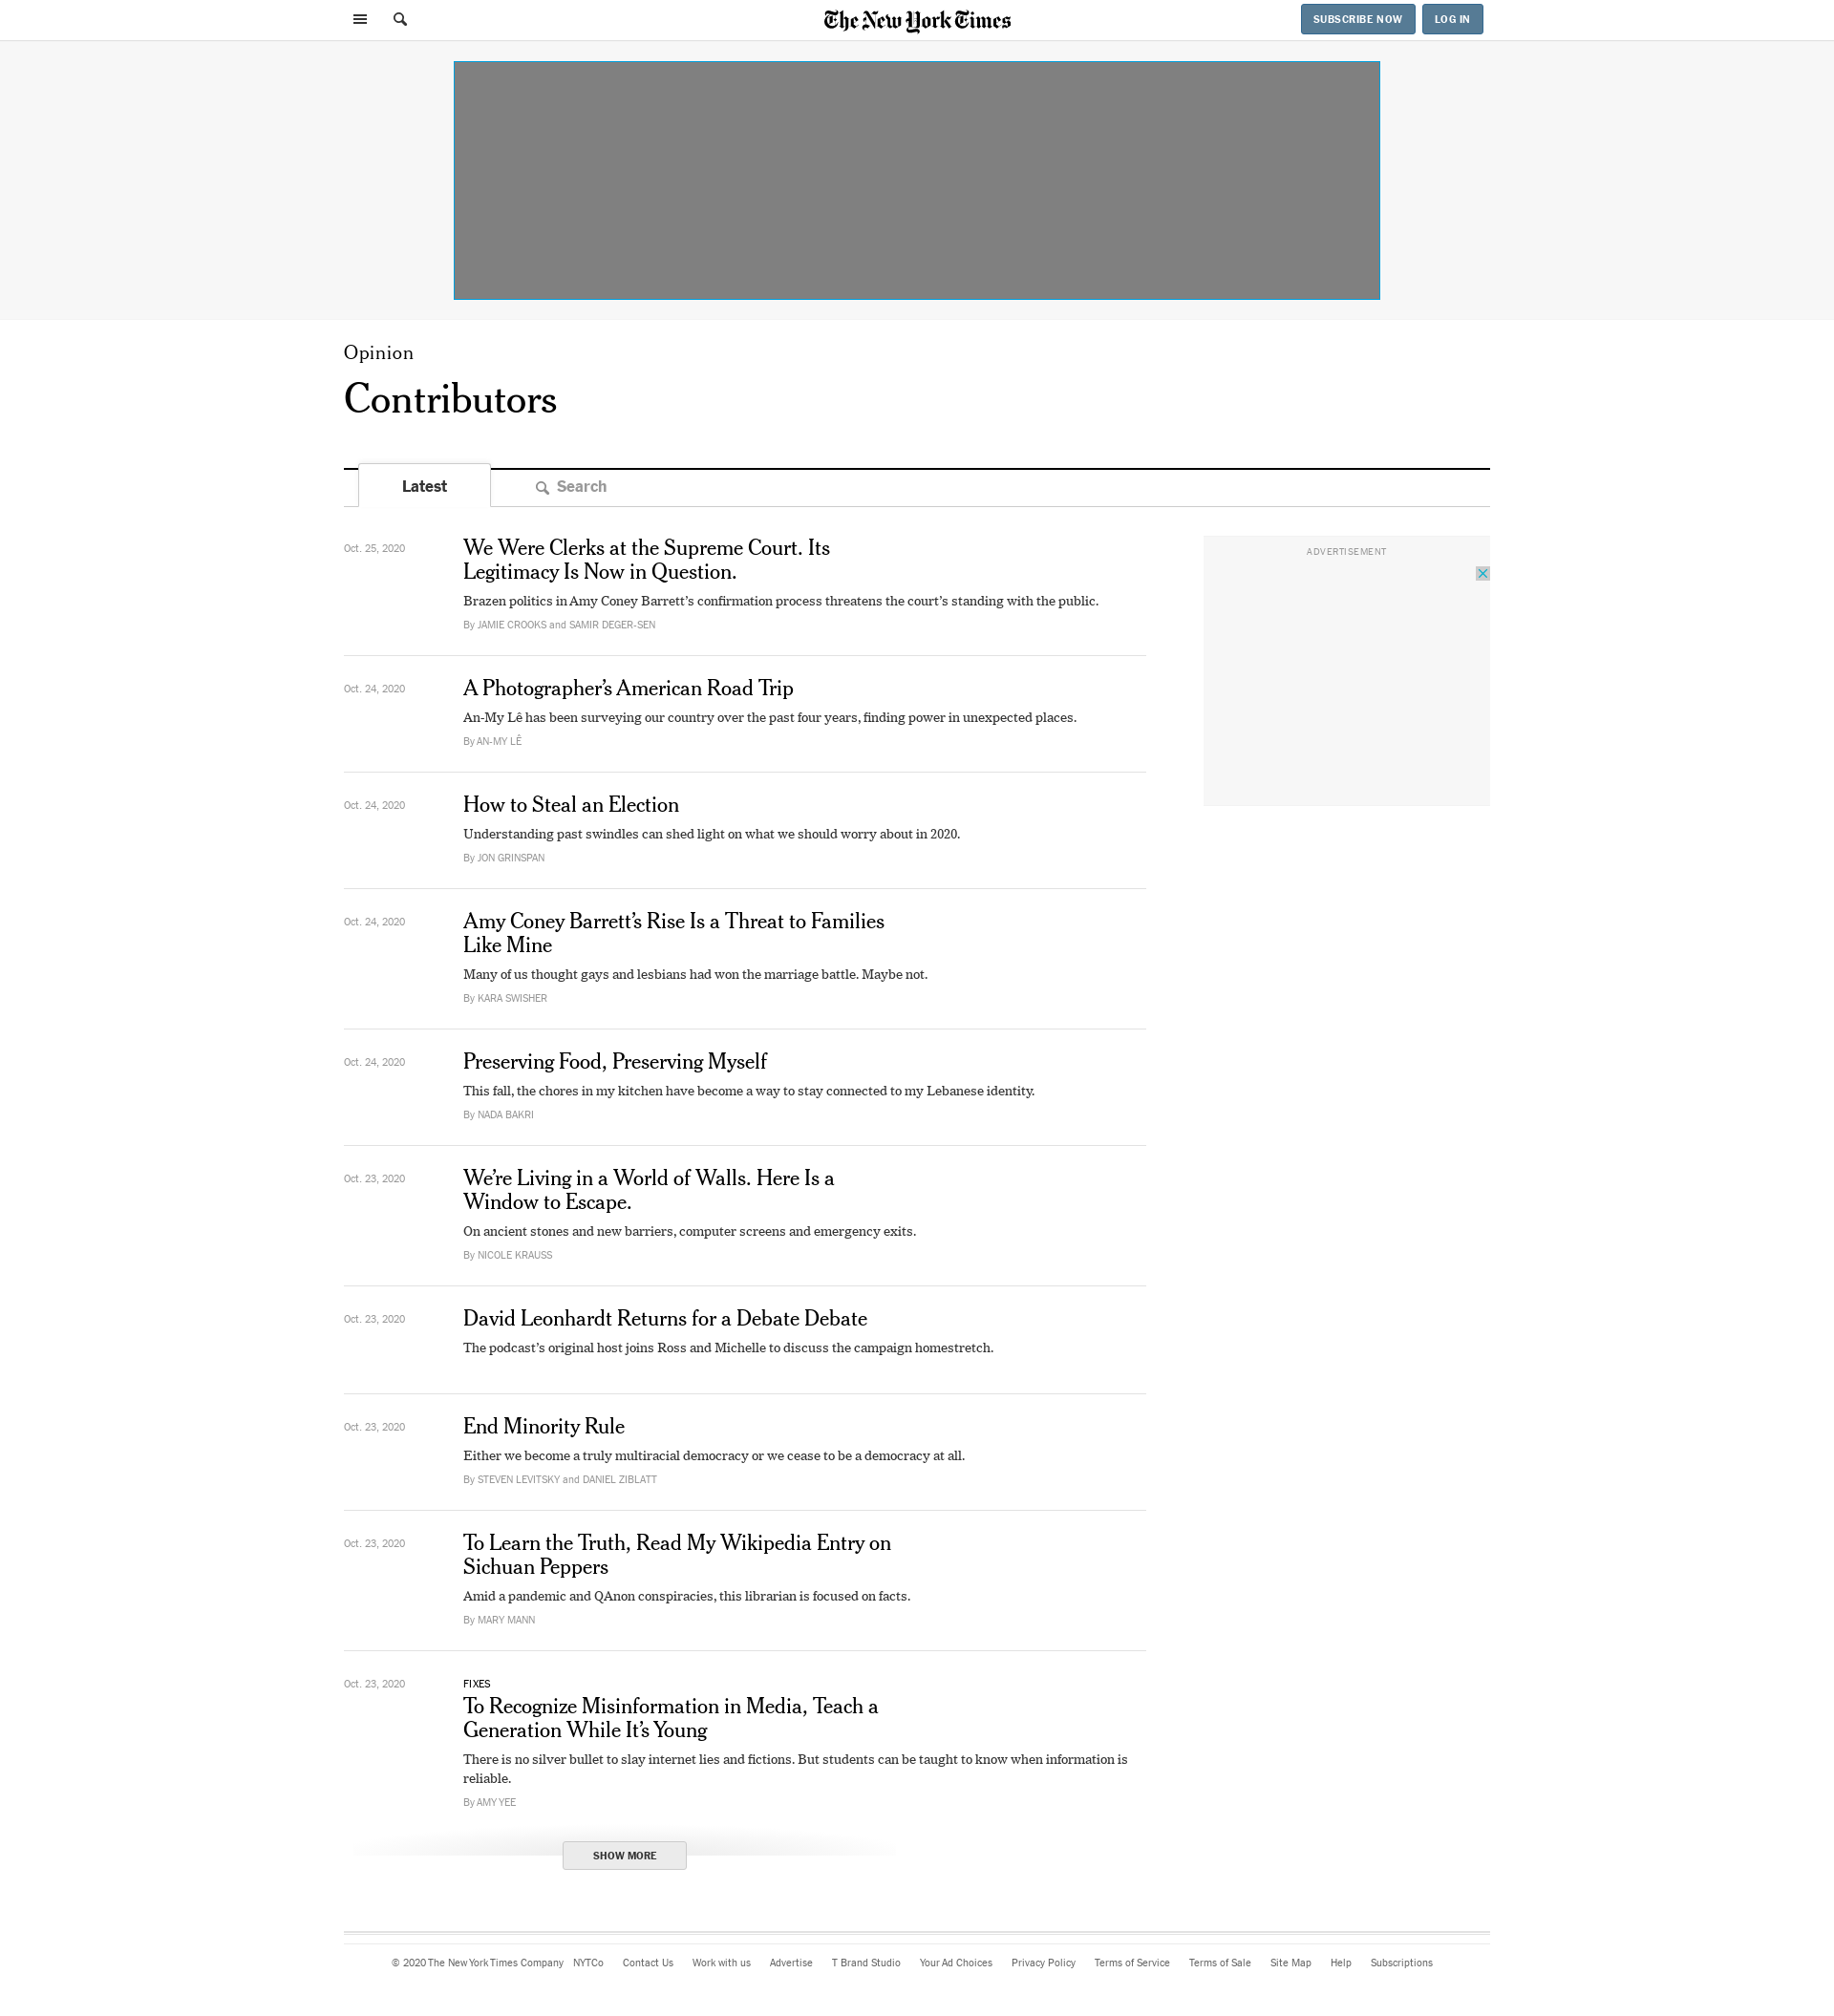 The New York Times
SUBSCRIBE NOW
LOG IN
Opinion
Contributors
Latest
Search
Oct. 25, 2020
We Were Clerks at the Supreme Court. Its
Legitimacy Is Now in Question.
Brazen politics in Amy Coney Barrett’s confirmation process threatens the court’s standing with the public.
By JAMIE CROOKS and SAMIR DEGER-SEN
ADVERTISEMENT
Oct. 24, 2020
A Photographer’s American Road Trip
An-My Lê has been surveying our country over the past four years, finding power in unexpected places.
By AN-MY LÊ
Oct. 24, 2020
How to Steal an Election
Understanding past swindles can shed light on what we should worry about in 2020.
By JON GRINSPAN
Oct. 24, 2020
Amy Coney Barrett’s Rise Is a Threat to Families
Like Mine
Many of us thought gays and lesbians had won the marriage battle. Maybe not.
By KARA SWISHER
Oct. 24, 2020
Preserving Food, Preserving Myself
This fall, the chores in my kitchen have become a way to stay connected to my Lebanese identity.
By NADA BAKRI
Oct. 23, 2020
We’re Living in a World of Walls. Here Is a
Window to Escape.
On ancient stones and new barriers, computer screens and emergency exits.
By NICOLE KRAUSS
Oct. 23, 2020
David Leonhardt Returns for a Debate Debate
The podcast’s original host joins Ross and Michelle to discuss the campaign homestretch.
Oct. 23, 2020
End Minority Rule
Either we become a truly multiracial democracy or we cease to be a democracy at all.
By STEVEN LEVITSKY and DANIEL ZIBLATT
Oct. 23, 2020
To Learn the Truth, Read My Wikipedia Entry on
Sichuan Peppers
Amid a pandemic and QAnon conspiracies, this librarian is focused on facts.
By MARY MANN
Oct. 23, 2020
FIXES
To Recognize Misinformation in Media, Teach a
Generation While It’s Young
There is no silver bullet to slay internet lies and fictions. But students can be taught to know when information is
reliable.
By AMY YEE
SHOW MORE
© 2020 The New York Times Company NYTCo Contact Us Work with us Advertise T Brand Studio Your Ad Choices Privacy Policy Terms of Service Terms of Sale Site Map Help Subscriptions